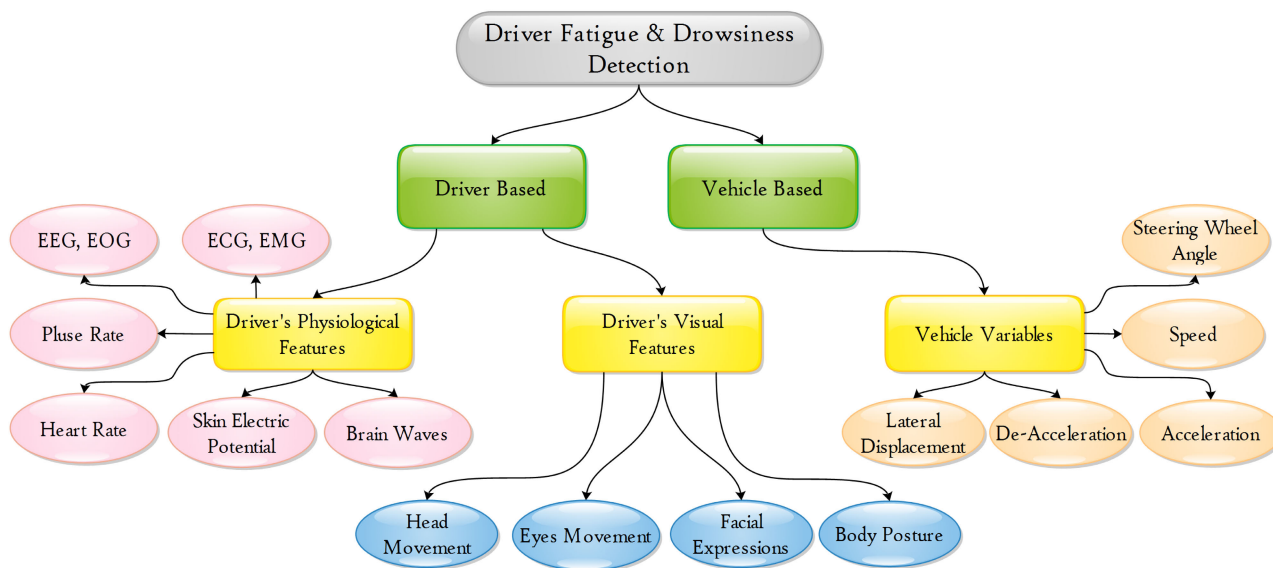 Driver Fatigue & Drowsiness
Detection
Driver Based
Vehicle Based
EEG, EOG
ECG, EMG
Steering Wheel
Angle
Pluse Rate
Driver's Physiological
Features
Driver's Visual
Features
Vehicle Variables
Speed
Heart Rate
Skin Electric
Potential
Brain Waves
Lateral
Displacement
De-Acceleration
Acceleration
Head
Movement
Eyes Movement
Facial
Expressions
Body Posture